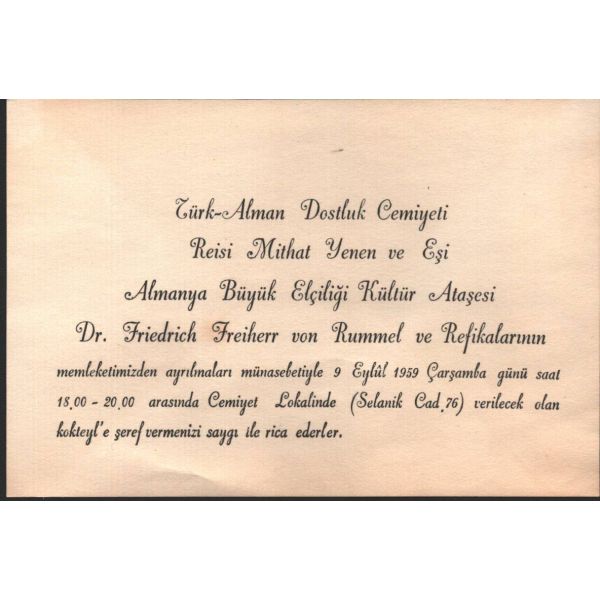 Türk-Alman Dostluk Cemiyeti
Reisi Mithat Yenen ve Eşi
Almanya Büyük Elçiliği Kültür Ataşesi
Dr. Friedrich Freiherr von Rummel ve Refikalarının
memleketimizden ayrılmaları münasebetiyle 9 Eylûl 1959 Çarşamba günü saat
18.00 - 20.00 arasında Cemiyet Lokalinde (Selanik Cad.76) verilecek olan
kokteyl'e şeref vermenizi saygı ile rica ederler.